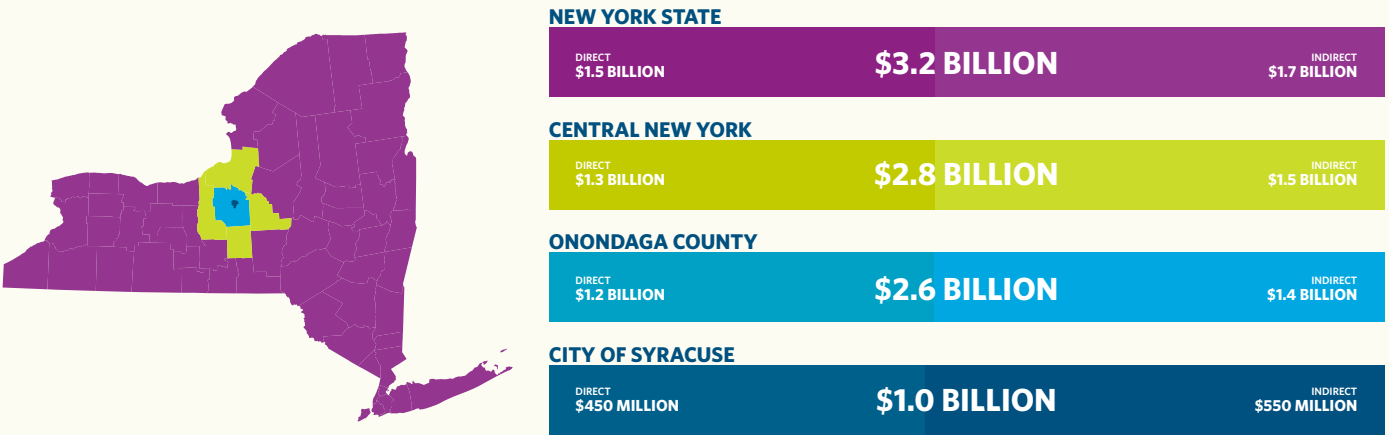 NEW YORK STATE
DIRECT
$1.5 BILLION
$3.2 BILLION
INDIRECT
$1.7 BILLION
CENTRAL NEW YORK
DIRECT
$1.3 BILLION
$2.8 BILLION
INDIRECT
$1.5 BILLION
ONONDAGA COUNTY
DIRECT
$1.2 BILLION
$2.6 BILLION
INDIRECT
$1.4 BILLION
CITY OF SYRACUSE
DIRECT
$450 MILLION
$1.0 BILLION
INDIRECT
$550 MILLION